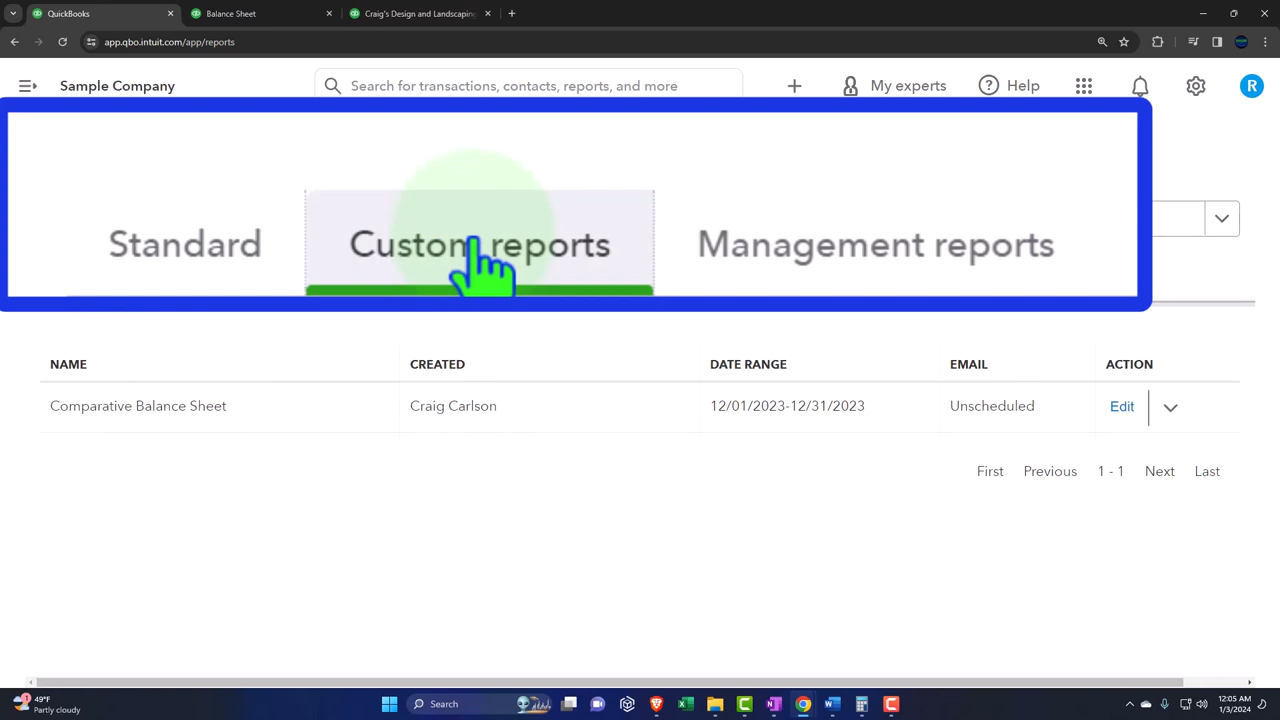 QuickBooks
Balance Sheet
Craig's Design and Landscaping
app.qbo.intuit.com/app/reports
Sample Company
Search for transactions, contacts, reports, and more
My experts
Help
R
Standard
Custom reports
Management reports
NAME CREATED DATE RANGE EMAIL ACTION
Comparative Balance Sheet Craig Carlson 12/01/2023-12/31/2023 Unscheduled Edit
First Previous 1 - 1 Next Last
1
49°F
Partly cloudy
Search
12:05 AM
1/3/2024